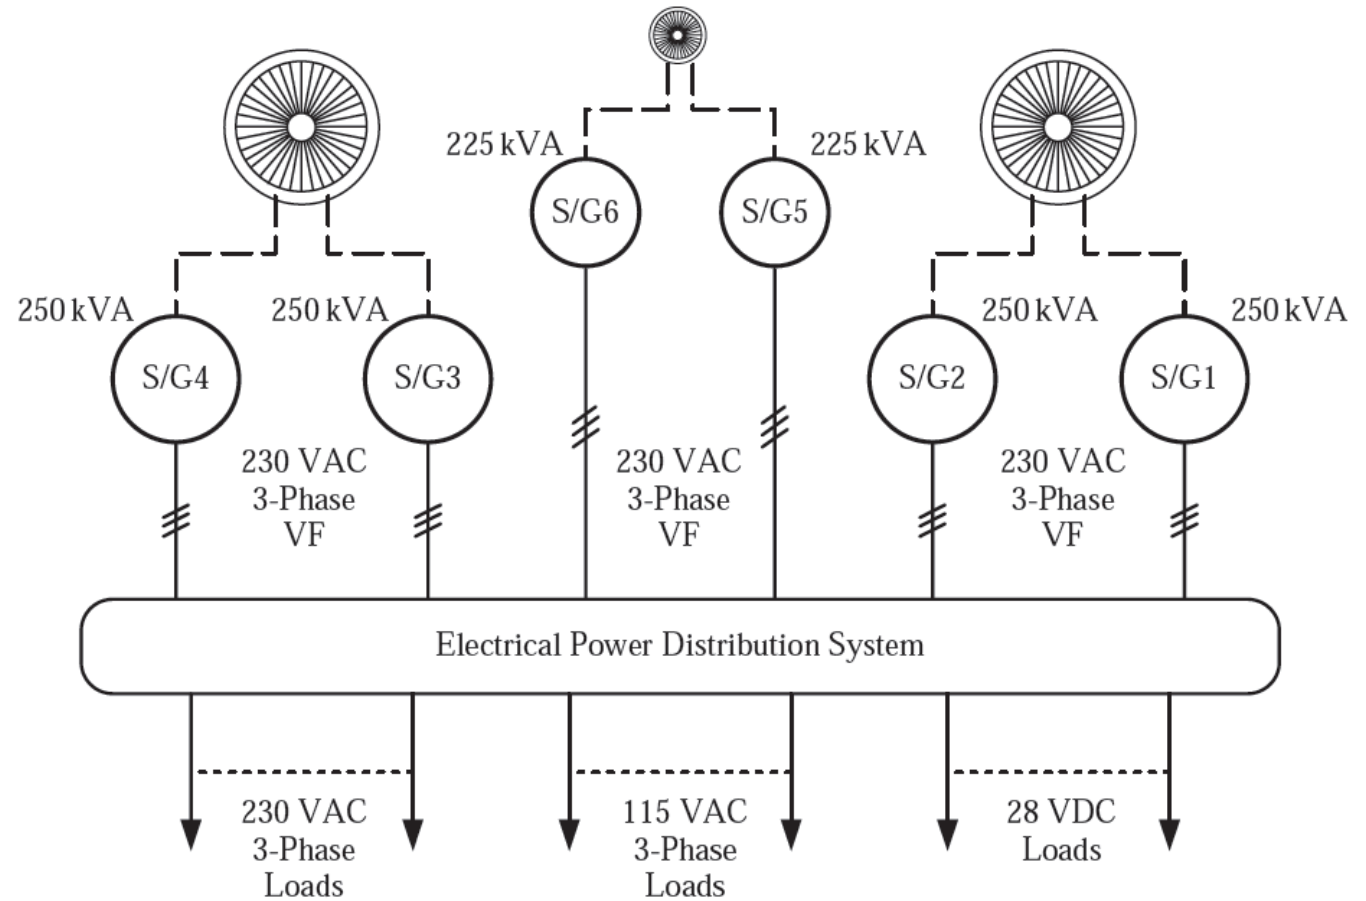 225 kVA
225 kVA
S/G6
S/G5
250 kVA
250 kVA
250 kVA
250 kVA
S/G4
S/G3
S/G2
S/G1
230 VAC
3-Phase
VF
230 VAC
3-Phase
VF
230 VAC
3-Phase
VF
Electrical Power Distribution System
230 VAC
3-Phase
Loads
115 VAC
3-Phase
Loads
28 VDC
Loads